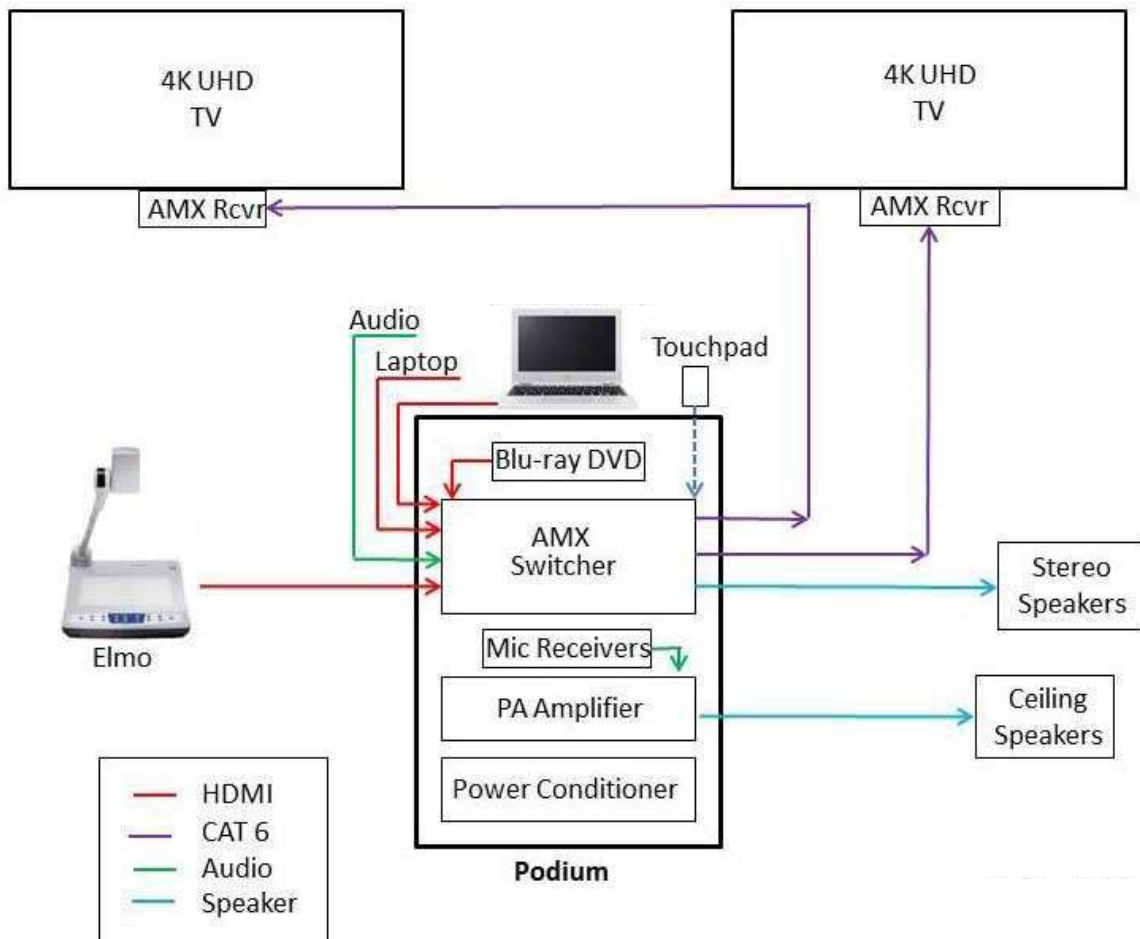 4K UHD
TV
4K UHD
TV
AMX Rcvr
AMX Rcvr
Audio
Laptop
Touchpad
Blu-ray DVD
AMX
Switcher
Stereo
Speakers
Elmo
Mic Receivers
PA Amplifier
Ceiling
Speakers
Power Conditioner
HDMI
CAT 6
Audio
Speaker
Podium